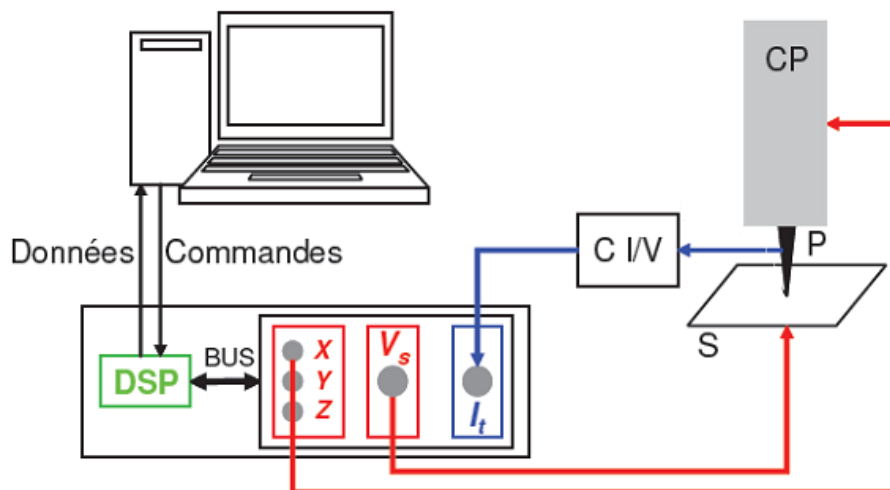 CP
Données
Commandes
C I/V
P
S
DSP
BUS
X
Y
Z
Vs
It